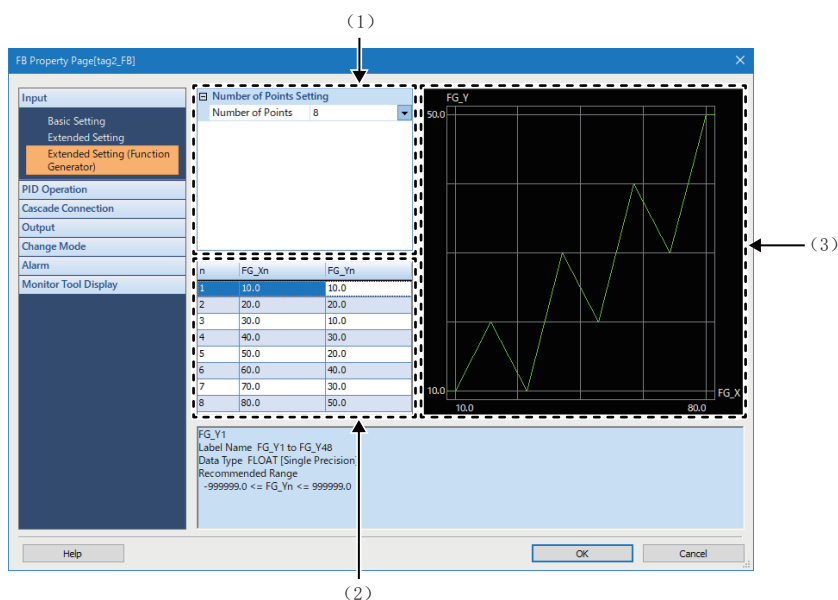 （1）
FB Property Page[tag2_FB]
Input
Basic Setting
Extended Setting
Extended Setting (Function
Generator)
PID Operation
Cascade Connection
Output
Change Mode
Alarm
Monitor Tool Display
Number of Points Setting
Number of Points 8
n FG_Xn FG_Yn
1 10.0 10.0
2 20.0 20.0
3 30.0 10.0
4 40.0 30.0
5 50.0 20.0
6 60.0 40.0
7 70.0 30.0
8 80.0 50.0
FG_Y
50.0
10.0
FG_X
10.0 80.0
（3）
FG_Y1
Label Name FG_Y1 to FG_Y48
Data Type FLOAT [Single Precision]
Recommended Range
-999999.0 <= FG_Yn <= 999999.0
Help OK Cancel
（2）